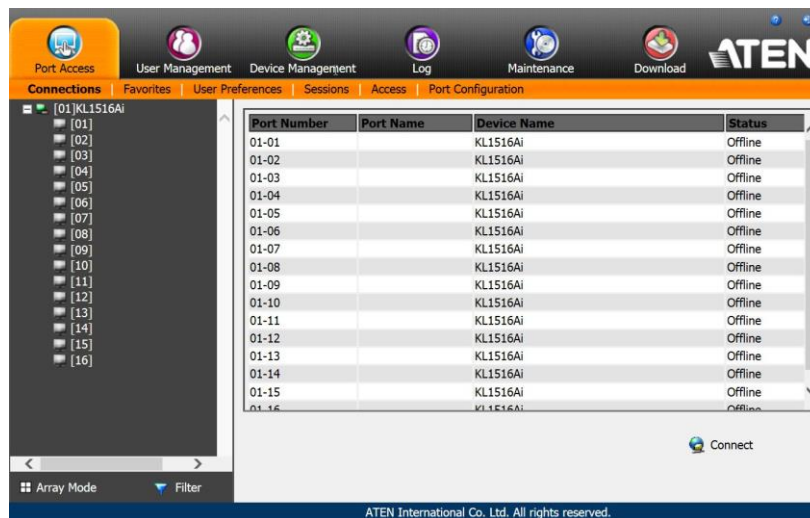 ATEN
Port Access User Management Device Management Log Maintenance Download
Connections Favorites User Preferences Sessions Access Port Configuration
[01]KL1516Ai
[01]
[02]
[03]
[04]
[05]
[06]
[07]
[08]
[09]
[10]
[11]
[12]
[13]
[14]
[15]
[16]
Port Number Port Name Device Name Status
01-01 KL1516Ai Offline
01-02 KL1516Ai Offline
01-03 KL1516Ai Offline
01-04 KL1516Ai Offline
01-05 KL1516Ai Offline
01-06 KL1516Ai Offline
01-07 KL1516Ai Offline
01-08 KL1516Ai Offline
01-09 KL1516Ai Offline
01-10 KL1516Ai Offline
01-11 KL1516Ai Offline
01-12 KL1516Ai Offline
01-13 KL1516Ai Offline
01-14 KL1516Ai Offline
01-15 KL1516Ai Offline
01-16 KL1516Ai Offline
Connect
Array Mode Filter
ATEN International Co. Ltd. All rights reserved.